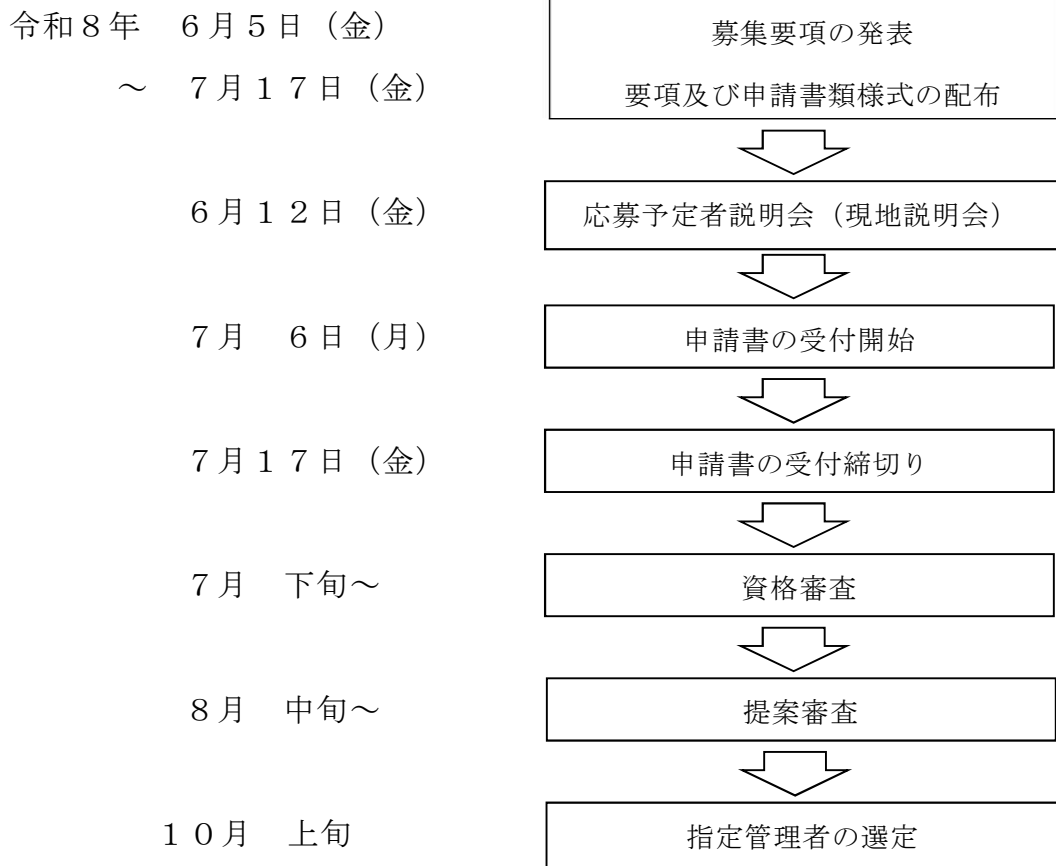 令和８年　６月５日（金）
募集要項の発表
～　７月１７日（金）
要項及び申請書類様式の配布
６月１２日（金）
応募予定者説明会（現地説明会）
７月　６日（月）
申請書の受付開始
７月１７日（金）
申請書の受付締切り
７月　下旬～
資格審査
８月　中旬～
提案審査
１０月　上旬
指定管理者の選定